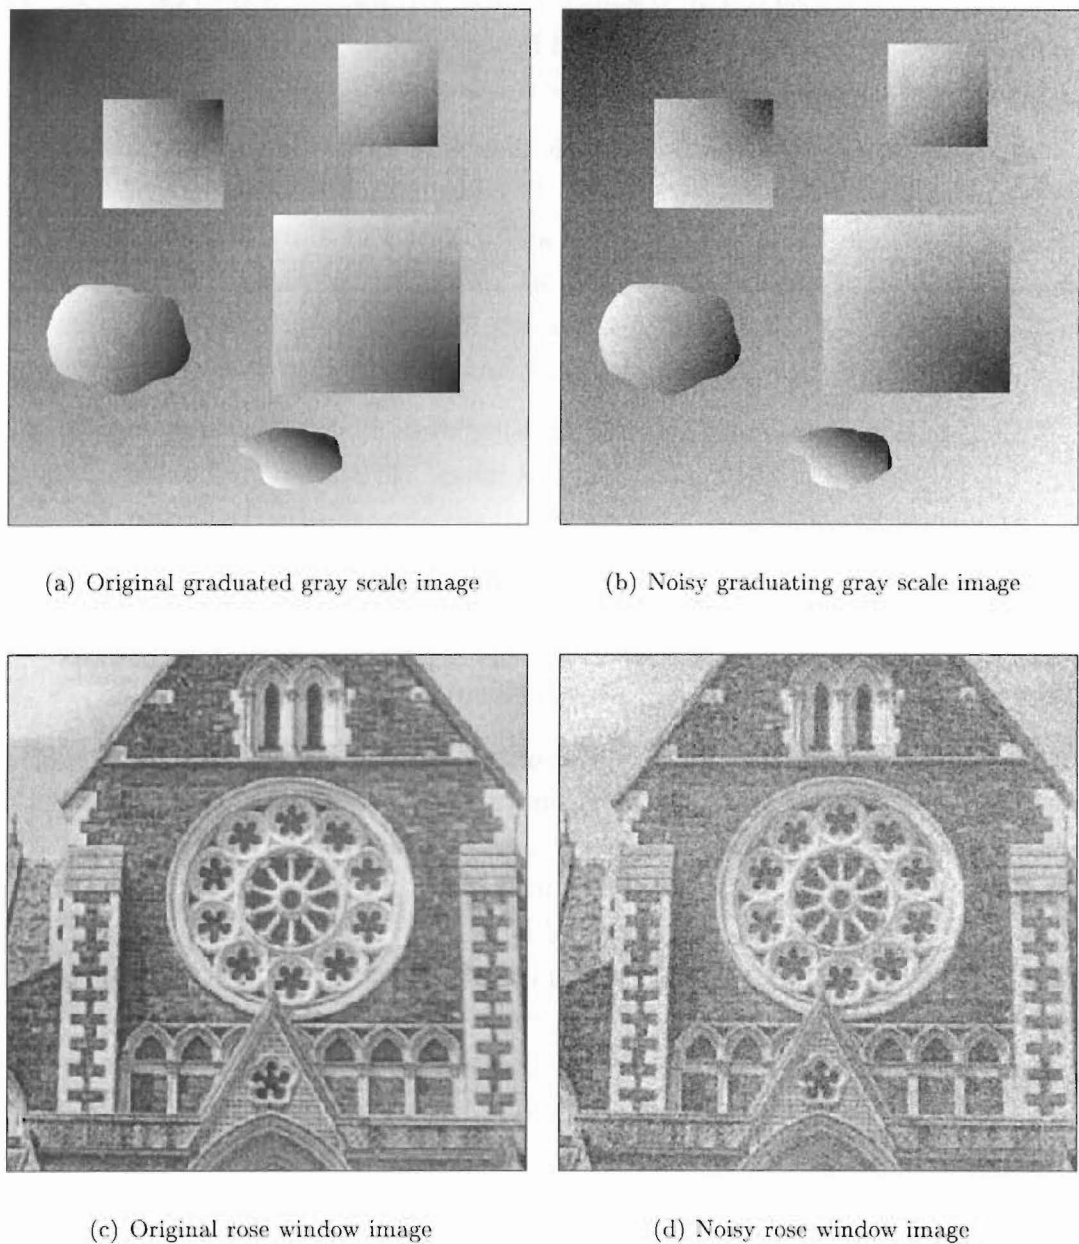 (a) Original graduated gray scale image
(b) Noisy graduating gray scale image
(c) Original rose window image
(d) Noisy rose window image